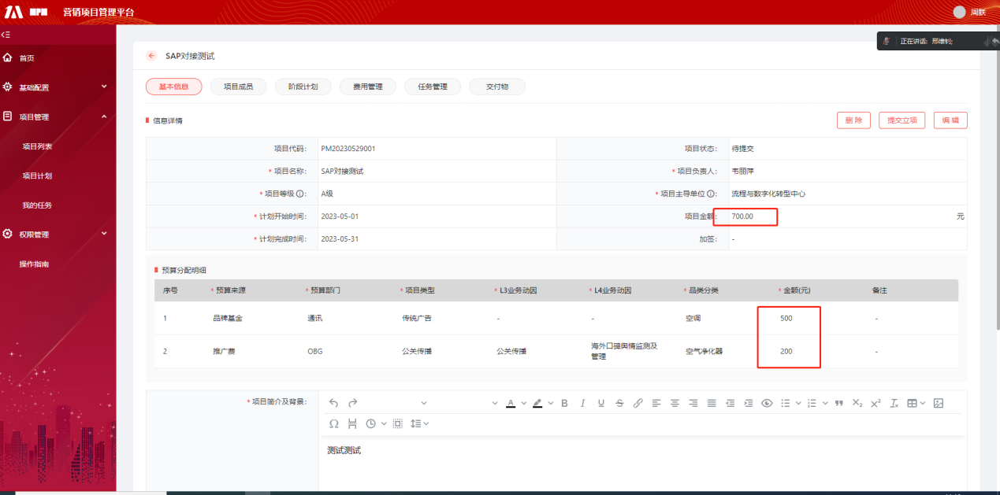 MPM 营销项目管理平台 周朕
正在讲话: 邢维制;
首页
基础配置
项目管理
项目列表
项目计划
我的任务
权限管理
操作指南
SAP对接测试
基本信息 项目成员 阶段计划 费用管理 任务管理 交付物
信息详情 删 除 提交立项 编 辑
项目代码: PM20230529001 项目状态: 待提交
* 项目名称: SAP对接测试 * 项目负责人: 韦丽萍
* 项目等级: A级 * 项目主导单位: 流程与数字化转型中心
* 计划开始时间: 2023-05-01 项目金额: 700.00 元
* 计划完成时间: 2023-05-31 加签: -
预算分配明细
序号 * 预算来源 * 预算部门 * 项目类型 * L3业务动因 * L4业务动因 * 品类分类 * 金额(元) 备注
1 品牌基金 通讯 传统广告 - - 空调 500 -
2 推广费 OBG 公关传播 公关传播 海外口碑舆情监测及 空气净化器 200 -
管理
* 项目简介及背景:
测试测试